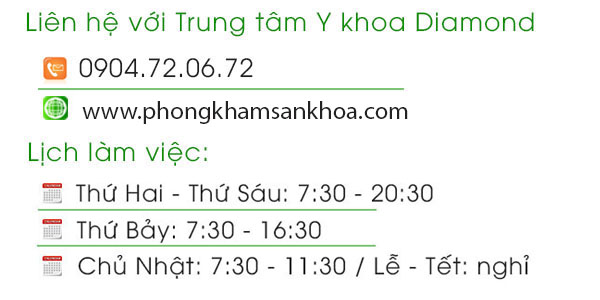 Liên hệ với Trung tâm Y khoa Diamond
0904.72.06.72
www.phongkhamsankhoa.com
Lịch làm việc:
Thứ Hai - Thứ Sáu: 7:30 - 20:30
Thứ Bảy: 7:30 - 16:30
Chủ Nhật: 7:30 - 11:30 / Lễ - Tết: nghỉ